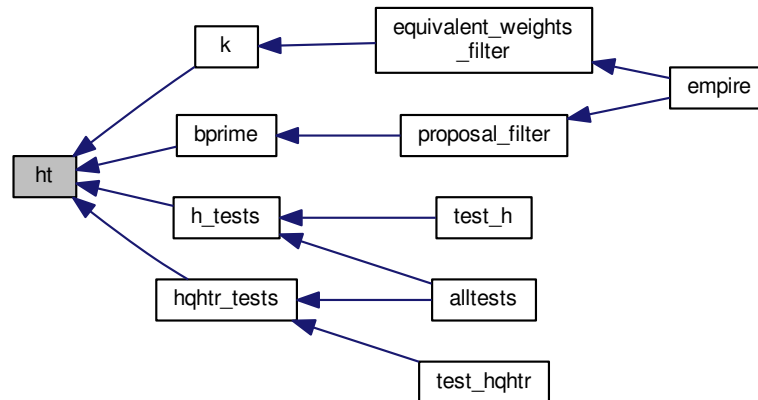 equivalent_weights
_filter
k
empire
bprime
proposal_filter
ht
h_tests
test_h
hqhtr_tests
alltests
test_hqhtr